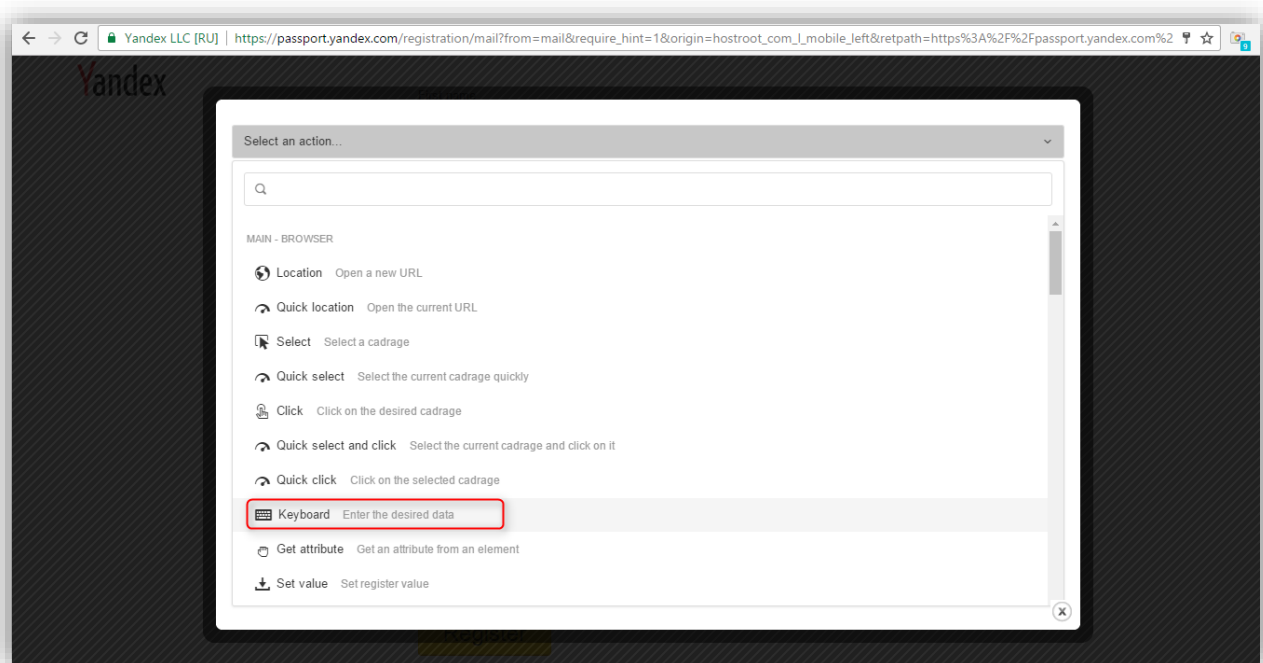 Yandex LLC [RU] | https://passport.yandex.com/registration/mail?from=mail&require_hint=1&origin=hostroot_com_l_mobile_left&retpath=https%3A%2F%2Fpassport.yandex.com%2
9
Yandex
Select an action...
MAIN - BROWSER
Location Open a new URL
Quick location Open the current URL
Select Select a cadrage
Quick select Select the current cadrage quickly
Click Click on the desired cadrage
Quick select and click Select the current cadrage and click on it
Quick click Click on the selected cadrage
Keyboard Enter the desired data
Get attribute Get an attribute from an element
Set value Set register value
x
Register